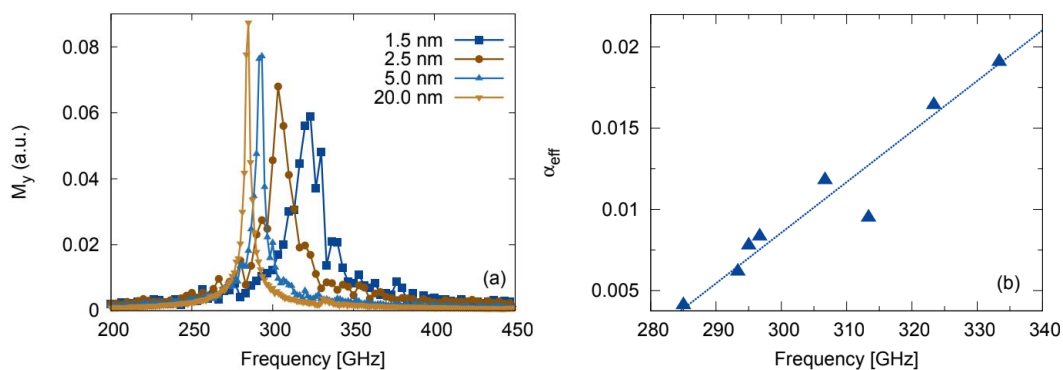 0.08
0.06
0.04
0.02
0
M_y (a.u.)
1.5 nm
2.5 nm
5.0 nm
20.0 nm
(a)
200 250 300 350 400 450
Frequency [GHz]
0.02
0.015
0.01
0.005
α_eff
(b)
280 290 300 310 320 330 340
Frequency [GHz]